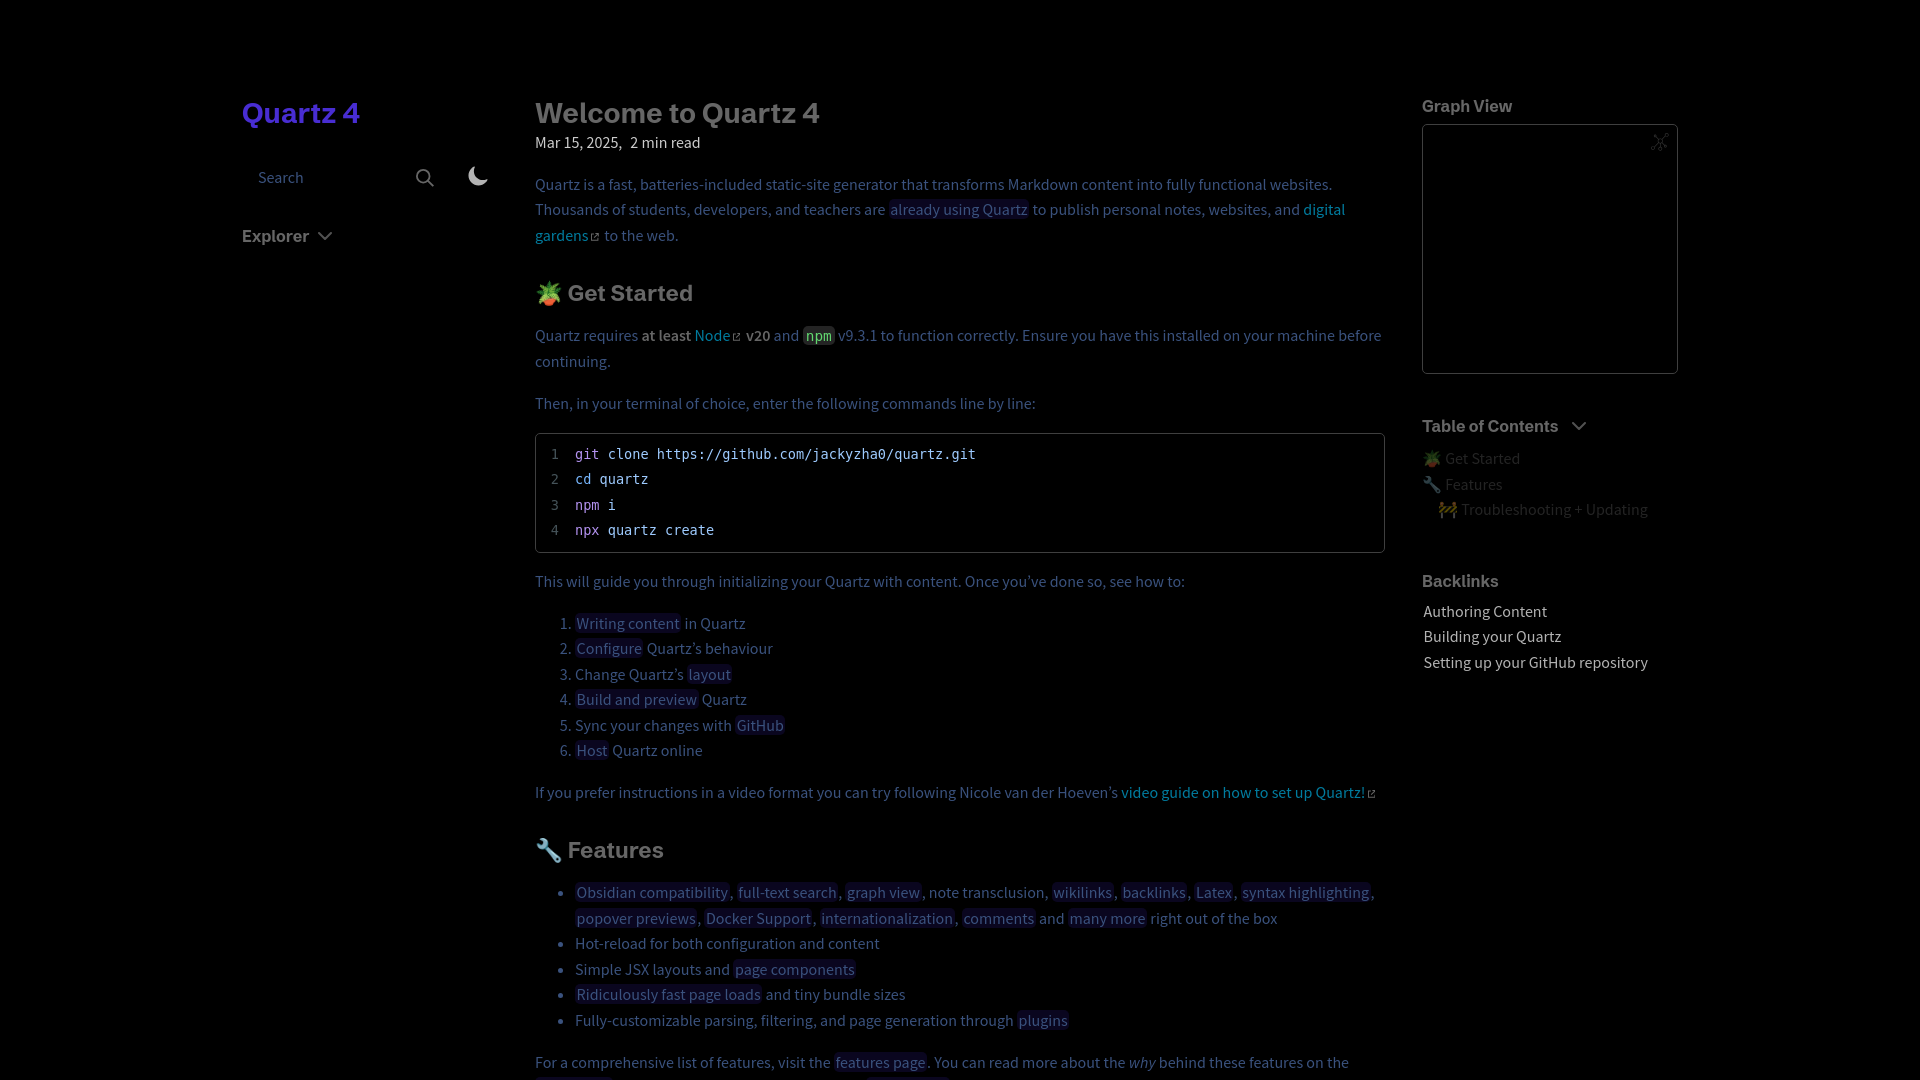 Quartz 4
Search
Explorer
Welcome to Quartz 4
Mar 15, 2025, 2 min read
Quartz is a fast, batteries-included static-site generator that transforms Markdown content into fully functional websites.
Thousands of students, developers, and teachers are already using Quartz to publish personal notes, websites, and digital
gardens to the web.
🪴 Get Started
Quartz requires at least Node v20 and npm v9.3.1 to function correctly. Ensure you have this installed on your machine before
continuing.
Then, in your terminal of choice, enter the following commands line by line:
1 git clone https://github.com/jackyzha0/quartz.git
2 cd quartz
3 npm i
4 npx quartz create
This will guide you through initializing your Quartz with content. Once you’ve done so, see how to:
1. Writing content in Quartz
2. Configure Quartz’s behaviour
3. Change Quartz’s layout
4. Build and preview Quartz
5. Sync your changes with GitHub
6. Host Quartz online
If you prefer instructions in a video format you can try following Nicole van der Hoeven’s video guide on how to set up Quartz!
🔧 Features
• Obsidian compatibility, full-text search, graph view, note transclusion, wikilinks, backlinks, Latex, syntax highlighting,
popover previews, Docker Support, internationalization, comments and many more right out of the box
• Hot-reload for both configuration and content
• Simple JSX layouts and page components
• Ridiculously fast page loads and tiny bundle sizes
• Fully-customizable parsing, filtering, and page generation through plugins
For a comprehensive list of features, visit the features page. You can read more about the why behind these features on the
Graph View
Table of Contents
🪴 Get Started
🔧 Features
🚧 Troubleshooting + Updating
Backlinks
Authoring Content
Building your Quartz
Setting up your GitHub repository